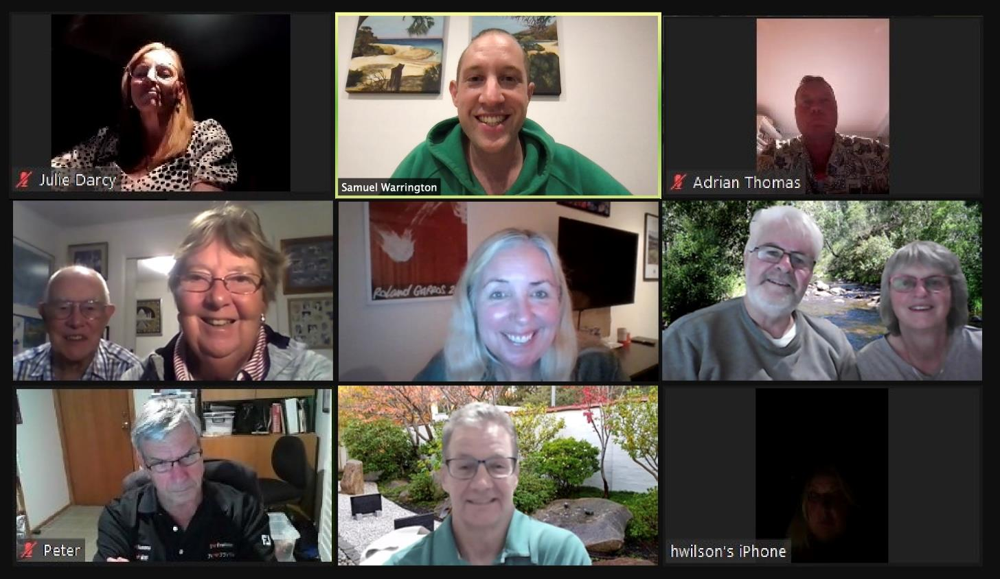 Julie Darcy
Samuel Warrington
Adrian Thomas
Roland Garros 2
Peter
hwilson's iPhone